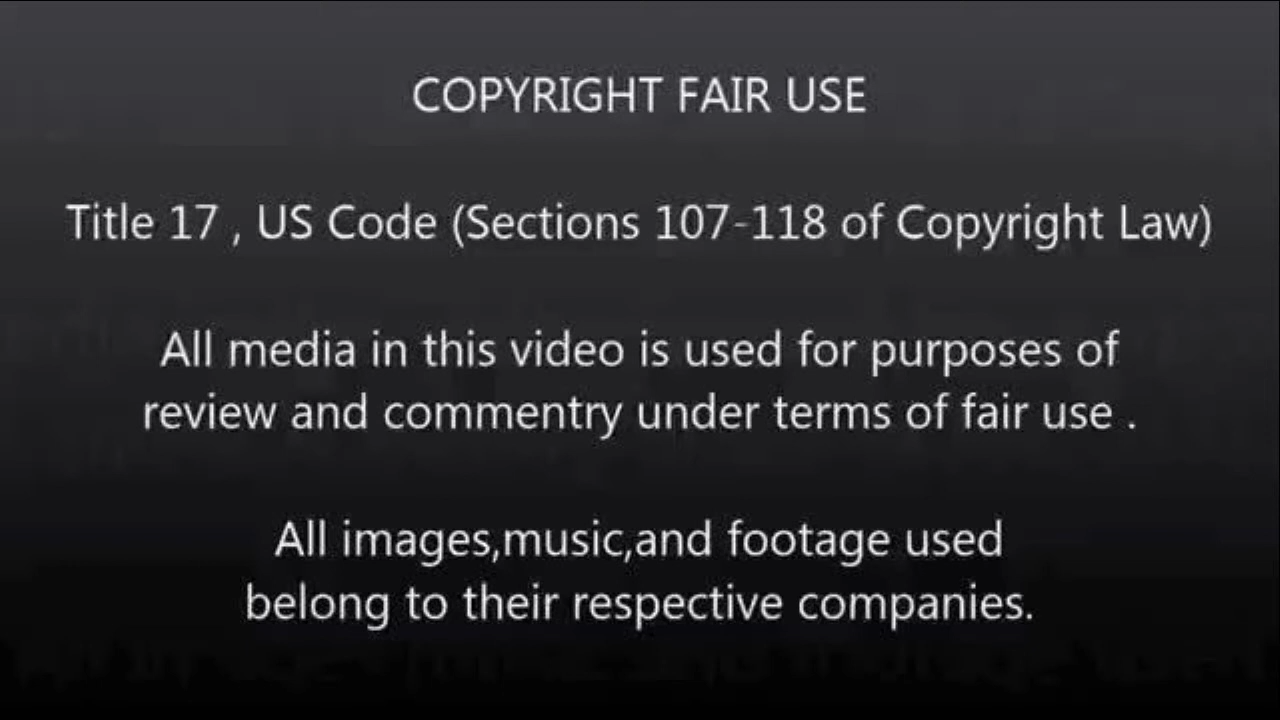 COPYRIGHT FAIR USE
Title 17 , US Code (Sections 107-118 of Copyright Law)
All media in this video is used for purposes of
review and commentry under terms of fair use .
All images,music,and footage used
belong to their respective companies.